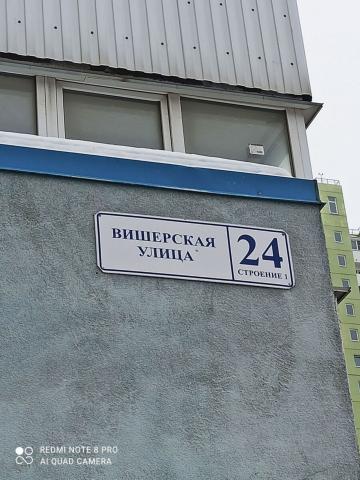 ВИШЕРСКАЯ
УЛИЦА
24
СТРОЕНИЕ 1
REDMI NOTE 8 PRO
AI QUAD CAMERA